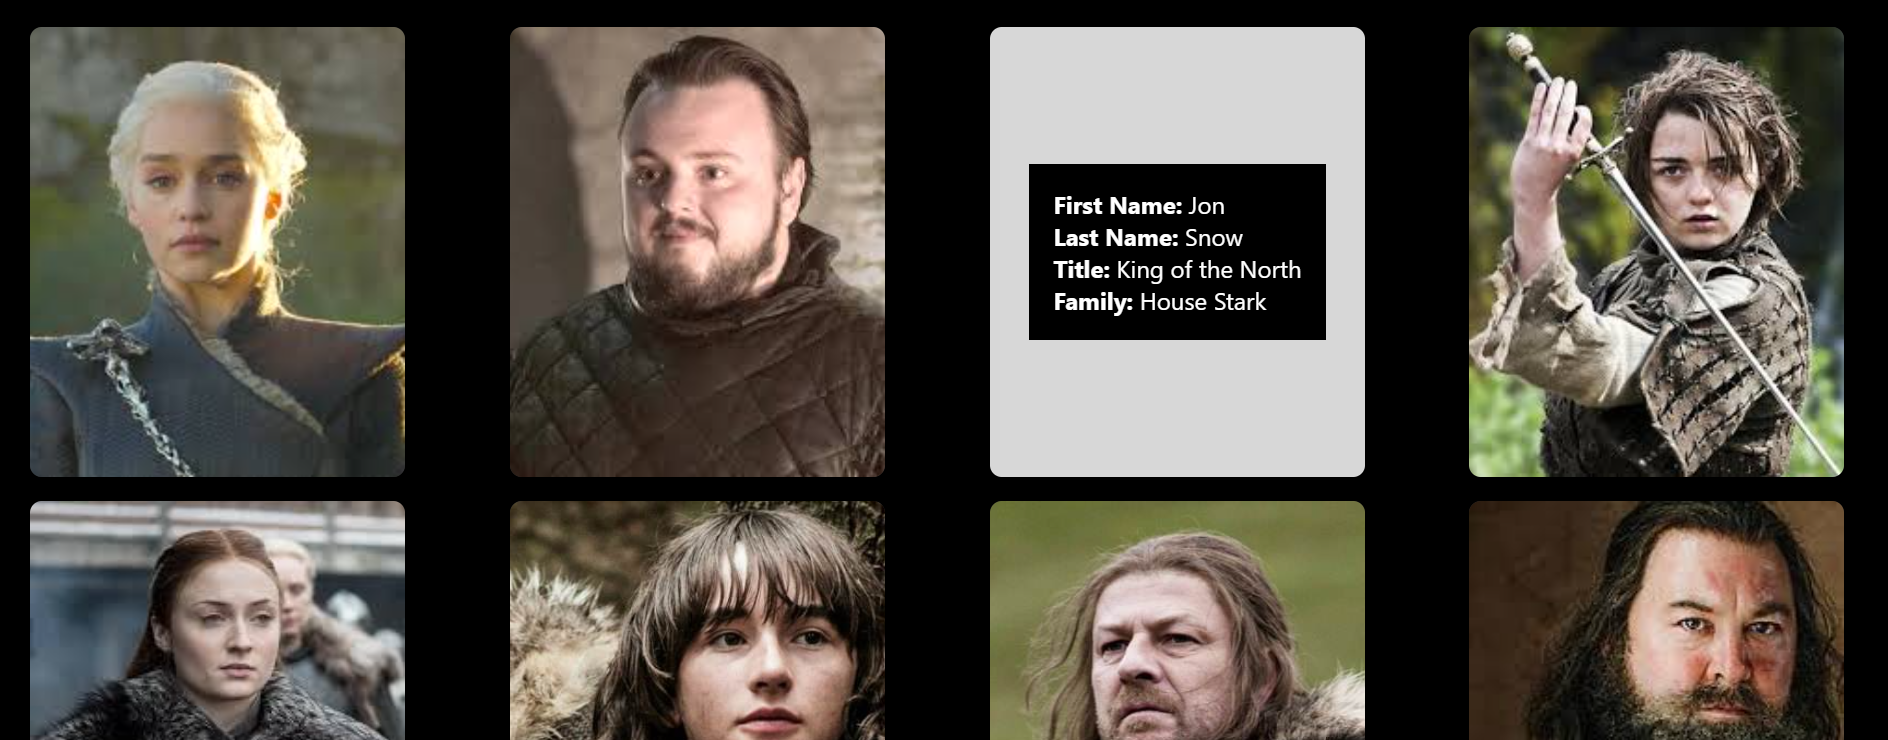 First Name: Jon
Last Name: Snow
Title: King of the North
Family: House Stark